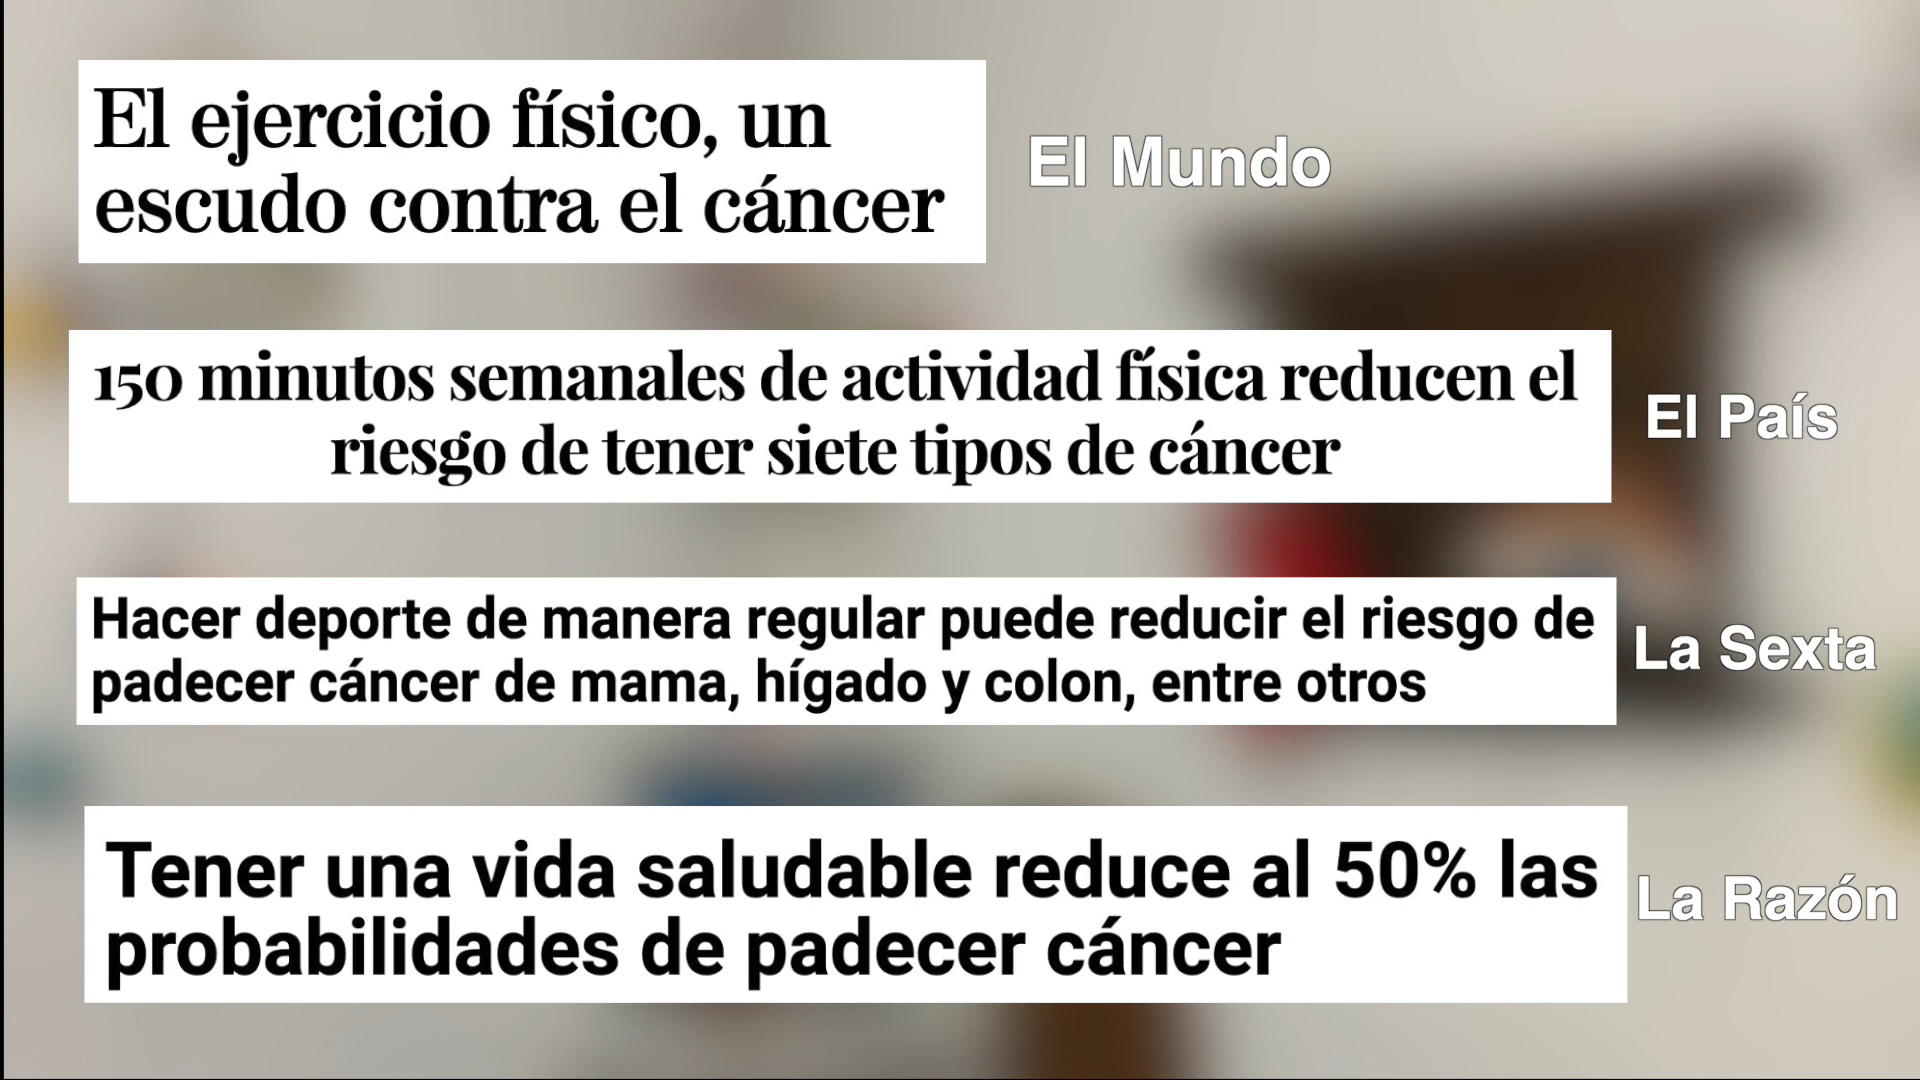 El ejercicio físico, un
escudo contra el cáncer
El Mundo
150 minutos semanales de actividad física reducen el
riesgo de tener siete tipos de cáncer
El País
Hacer deporte de manera regular puede reducir el riesgo de
padecer cáncer de mama, hígado y colon, entre otros
La Sexta
Tener una vida saludable reduce al 50% las
probabilidades de padecer cáncer
La Razón